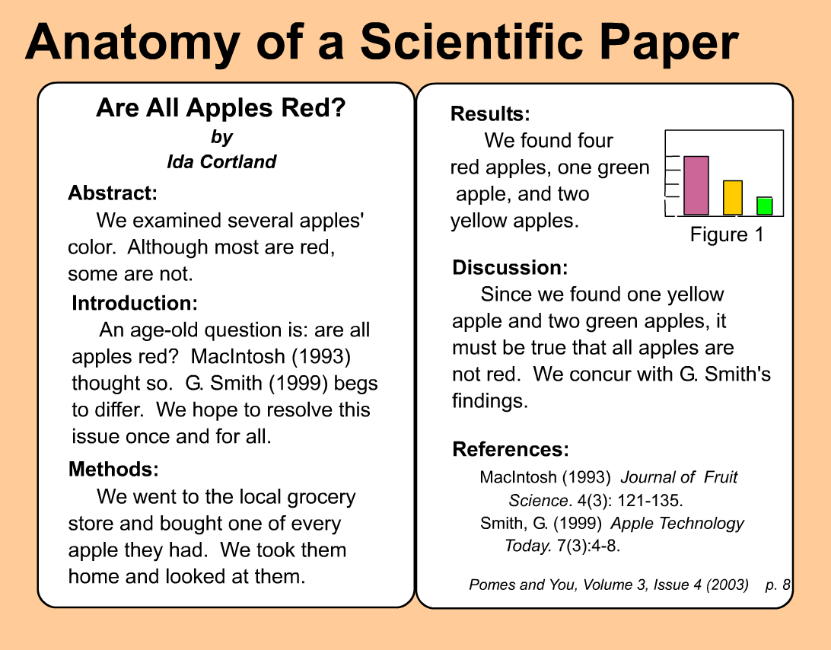 Anatomy of a Scientific Paper
Are All Apples Red?
by
Ida Cortland
Abstract:
We examined several apples'
color. Although most are red,
some are not.
Introduction:
An age-old question is: are all
apples red? MacIntosh (1993)
thought so. G. Smith (1999) begs
to differ. We hope to resolve this
issue once and for all.
Methods:
We went to the local grocery
store and bought one of every
apple they had. We took them
home and looked at them.
Results:
We found four
red apples, one green
apple, and two
yellow apples.
Figure 1
Discussion:
Since we found one yellow
apple and two green apples, it
must be true that all apples are
not red. We concur with G. Smith's
findings.
References:
MacIntosh (1993) Journal of Fruit
Science. 4(3): 121-135.
Smith, G. (1999) Apple Technology
Today. 7(3):4-8.
Pomes and You, Volume 3, Issue 4 (2003) p. 8